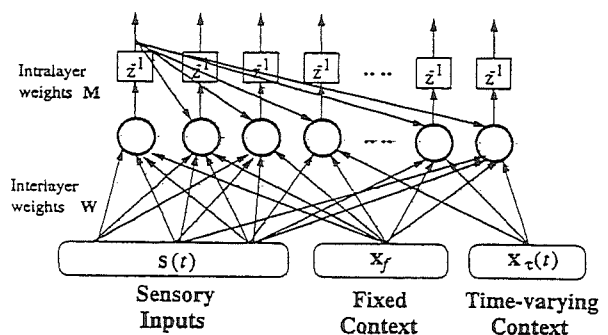 Intralayer
weights M
z⁻¹ z⁻¹ z⁻¹ z⁻¹ z⁻¹ z⁻¹
Interlayer
weights W
S(t) X_f X_τ(t)
Sensory
Inputs
Fixed
Context
Time-varying
Context